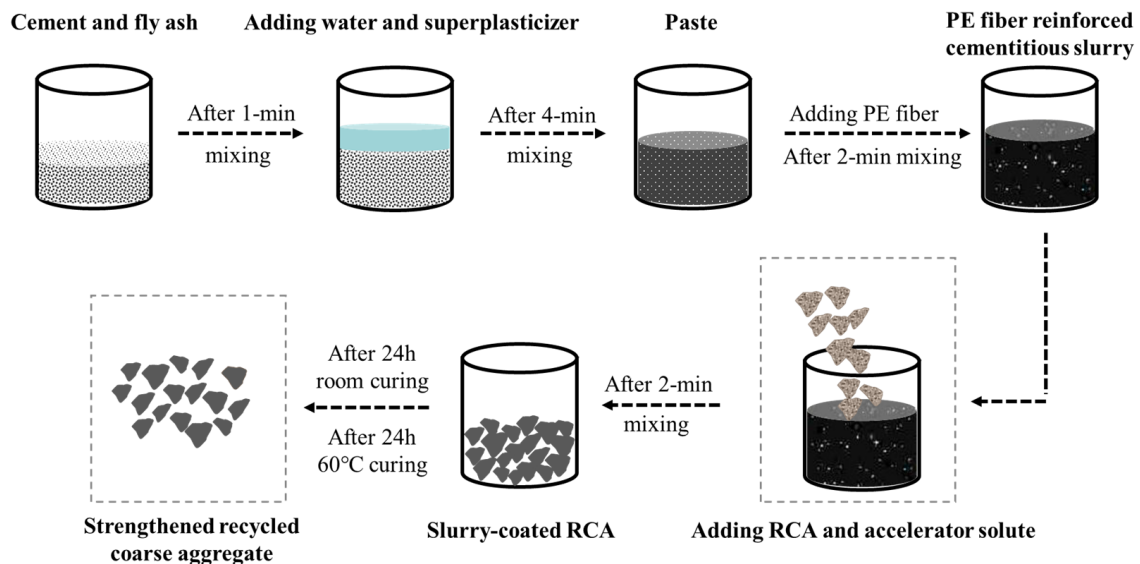 Cement and fly ash
After 1-min
mixing
Adding water and superplasticizer
After 4-min
mixing
Paste
Adding PE fiber
After 2-min mixing
PE fiber reinforced
cementitious slurry
Adding RCA and accelerator solute
After 2-min
mixing
Slurry-coated RCA
After 24h
room curing
After 24h
60°C curing
Strengthened recycled
coarse aggregate